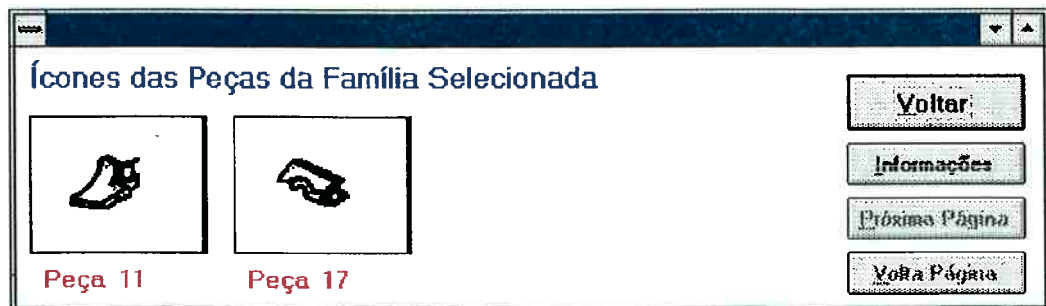 Ícones das Peças da Família Selecionada
Voltar
Informações
Próxima Página
Volta Página
Peça 11
Peça 17